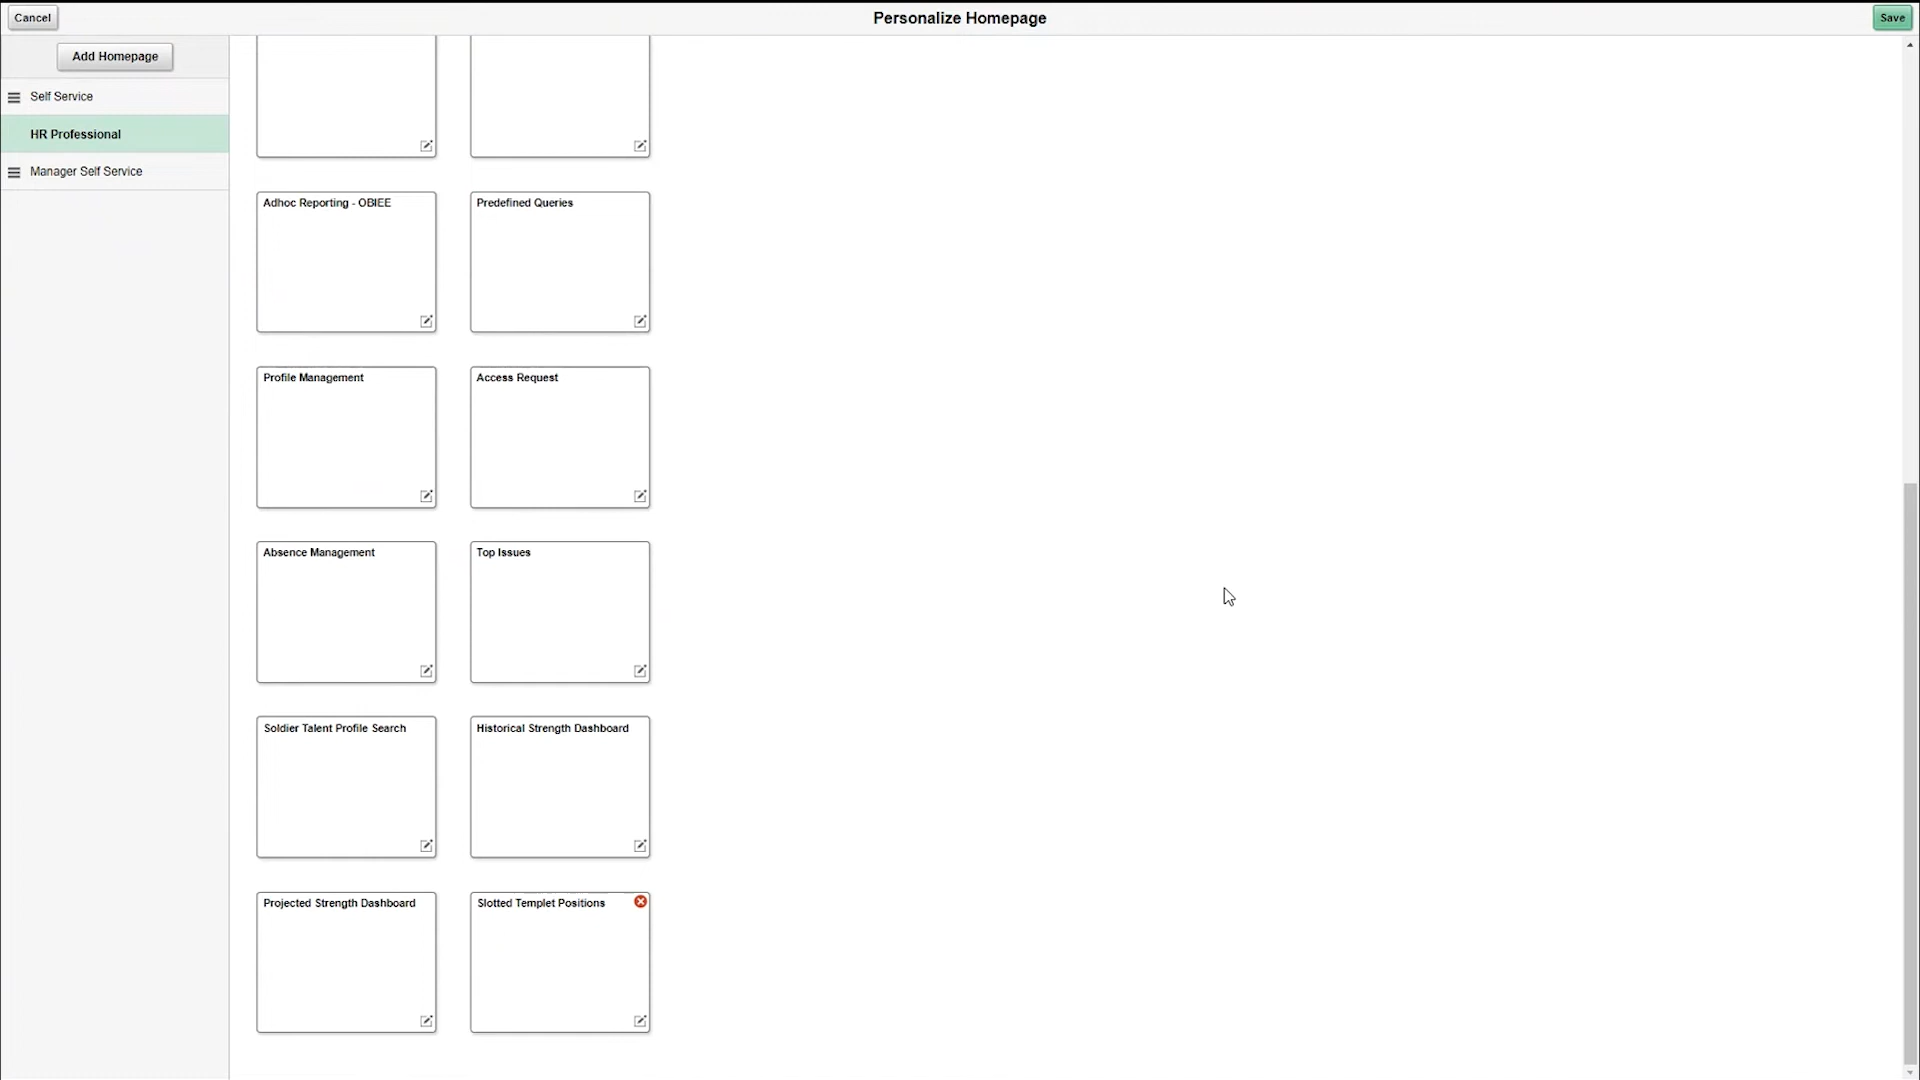 Cancel
Personalize Homepage
Save
Add Homepage
Self Service
HR Professional
Manager Self Service
Adhoc Reporting - OBIEE
Predefined Queries
Profile Management
Access Request
Absence Management
Top Issues
Soldier Talent Profile Search
Historical Strength Dashboard
Projected Strength Dashboard
Slotted Templet Positions